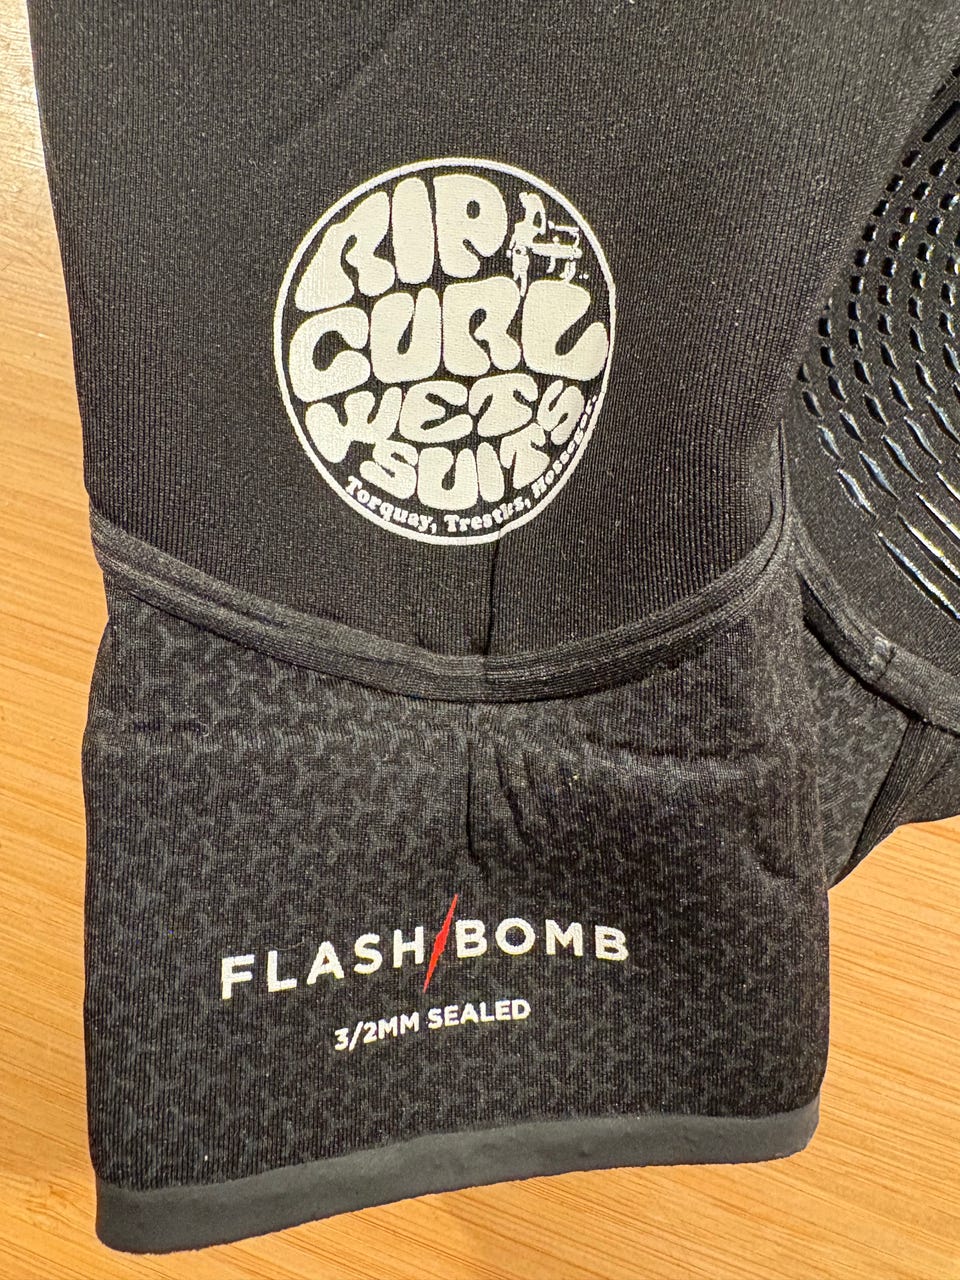 RIP
CURL
WETS
SUITS
Torquay, Trestles, Hossegor.
FLASH/BOMB
3/2MM SEALED